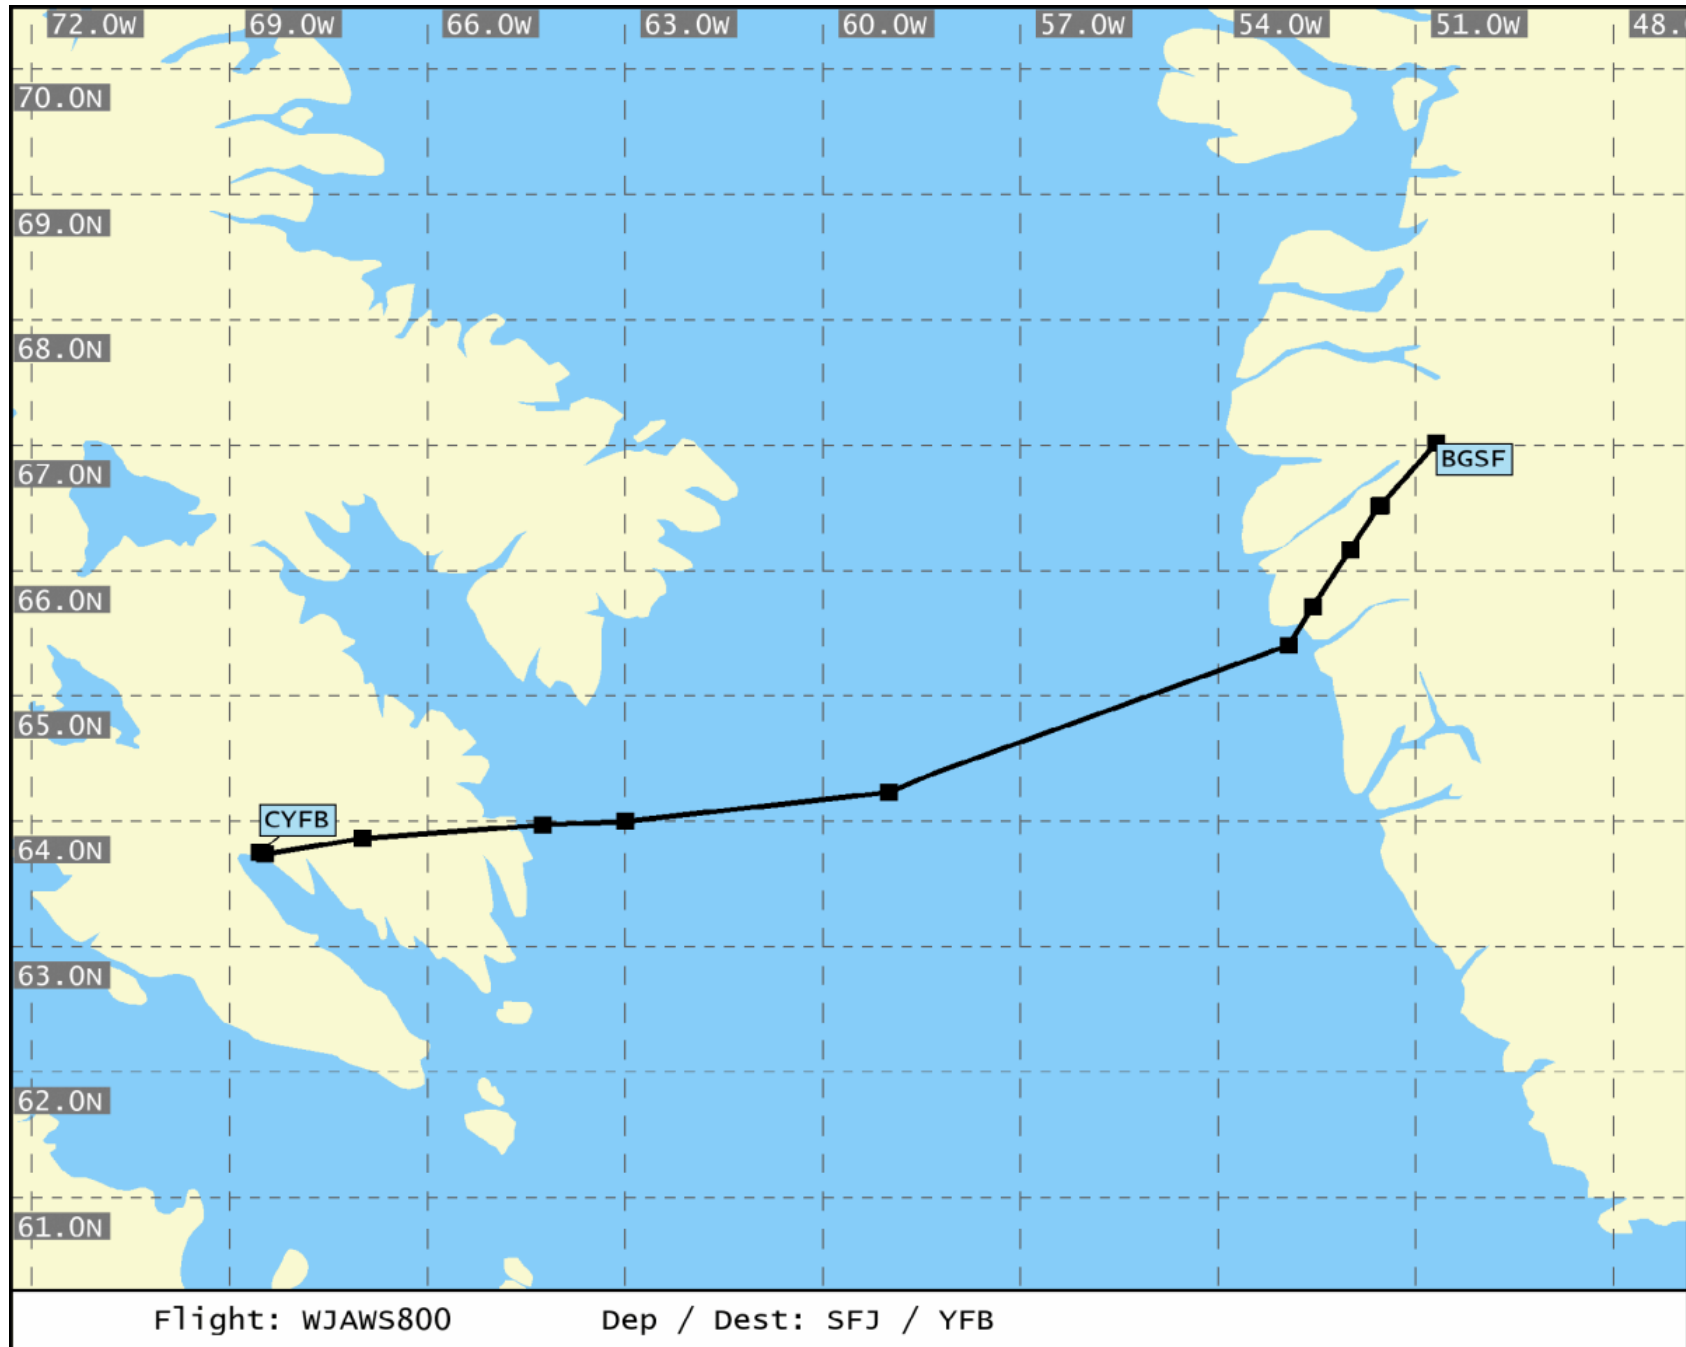 72.0W 69.0W 66.0W 63.0W 60.0W 57.0W 54.0W 51.0W 48.
70.0N
69.0N
68.0N
67.0N
BGSF
66.0N
65.0N
CYFB
64.0N
63.0N
62.0N
61.0N
Flight: WJAWS800 Dep / Dest: SFJ / YFB